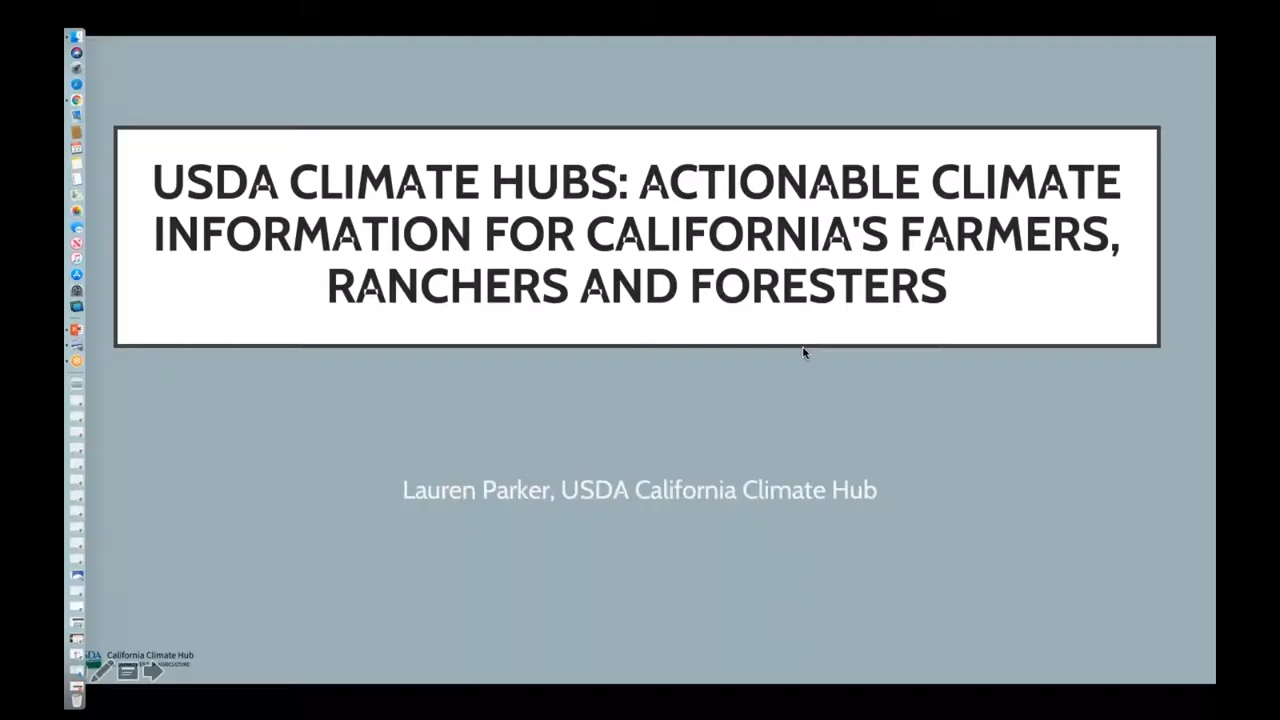 USDA CLIMATE HUBS: ACTIONABLE CLIMATE
INFORMATION FOR CALIFORNIA'S FARMERS,
RANCHERS AND FORESTERS
Lauren Parker, USDA California Climate Hub
California Climate Hub